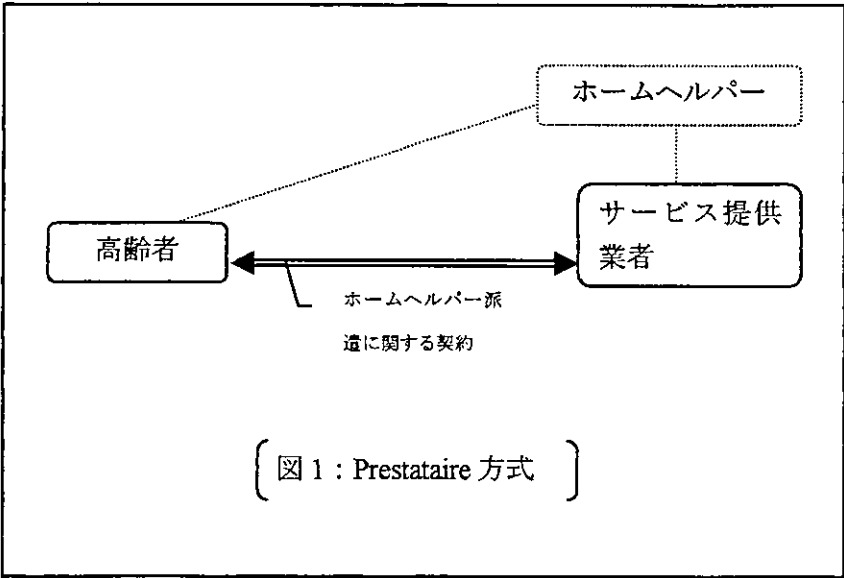 ホームヘルパー
サービス提供
業者
高齢者
ホームヘルパー派
遣に関する契約
図1：Prestataire 方式